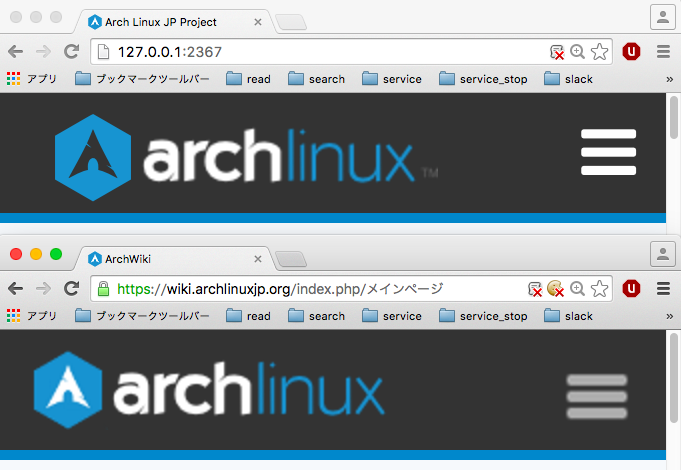 Arch Linux JP Project
127.0.0.1:2367
アプリ ブックマークツールバー read search service service_stop slack »
archlinux™
ArchWiki
https://wiki.archlinuxjp.org/index.php/メインページ
アプリ ブックマークツールバー read search service service_stop slack »
archlinux